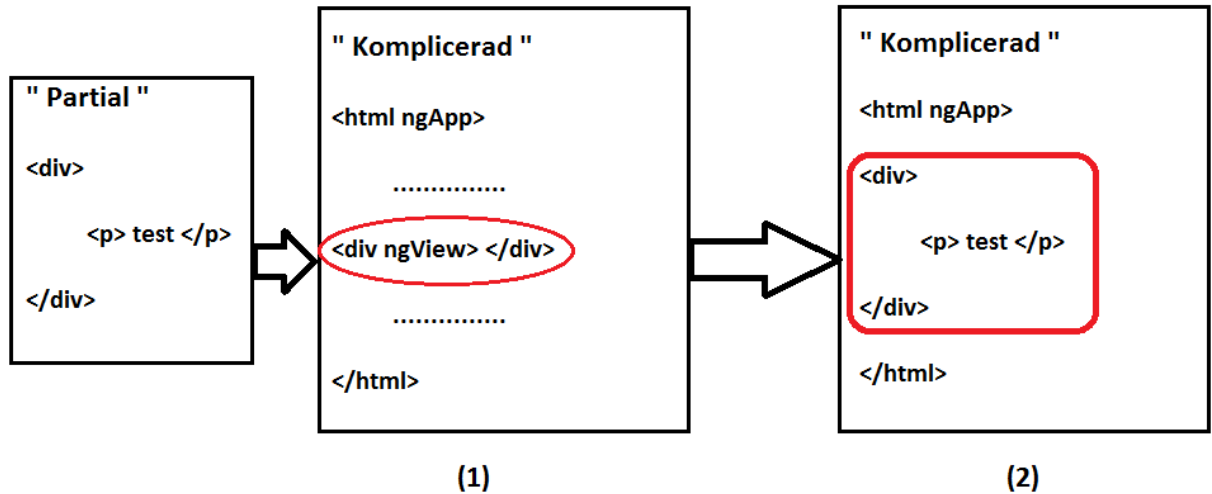 " Partial "
<div>
<p> test </p>
</div>
" Komplicerad "
<html ngApp>
...............
<div ngView> </div>
...............
</html>
(1)
" Komplicerad "
<html ngApp>
<div>
<p> test </p>
</div>
</html>
(2)